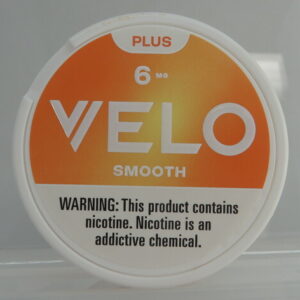 PLUS
6 MG
VELO
SMOOTH
WARNING: This product contains
nicotine. Nicotine is an
addictive chemical.